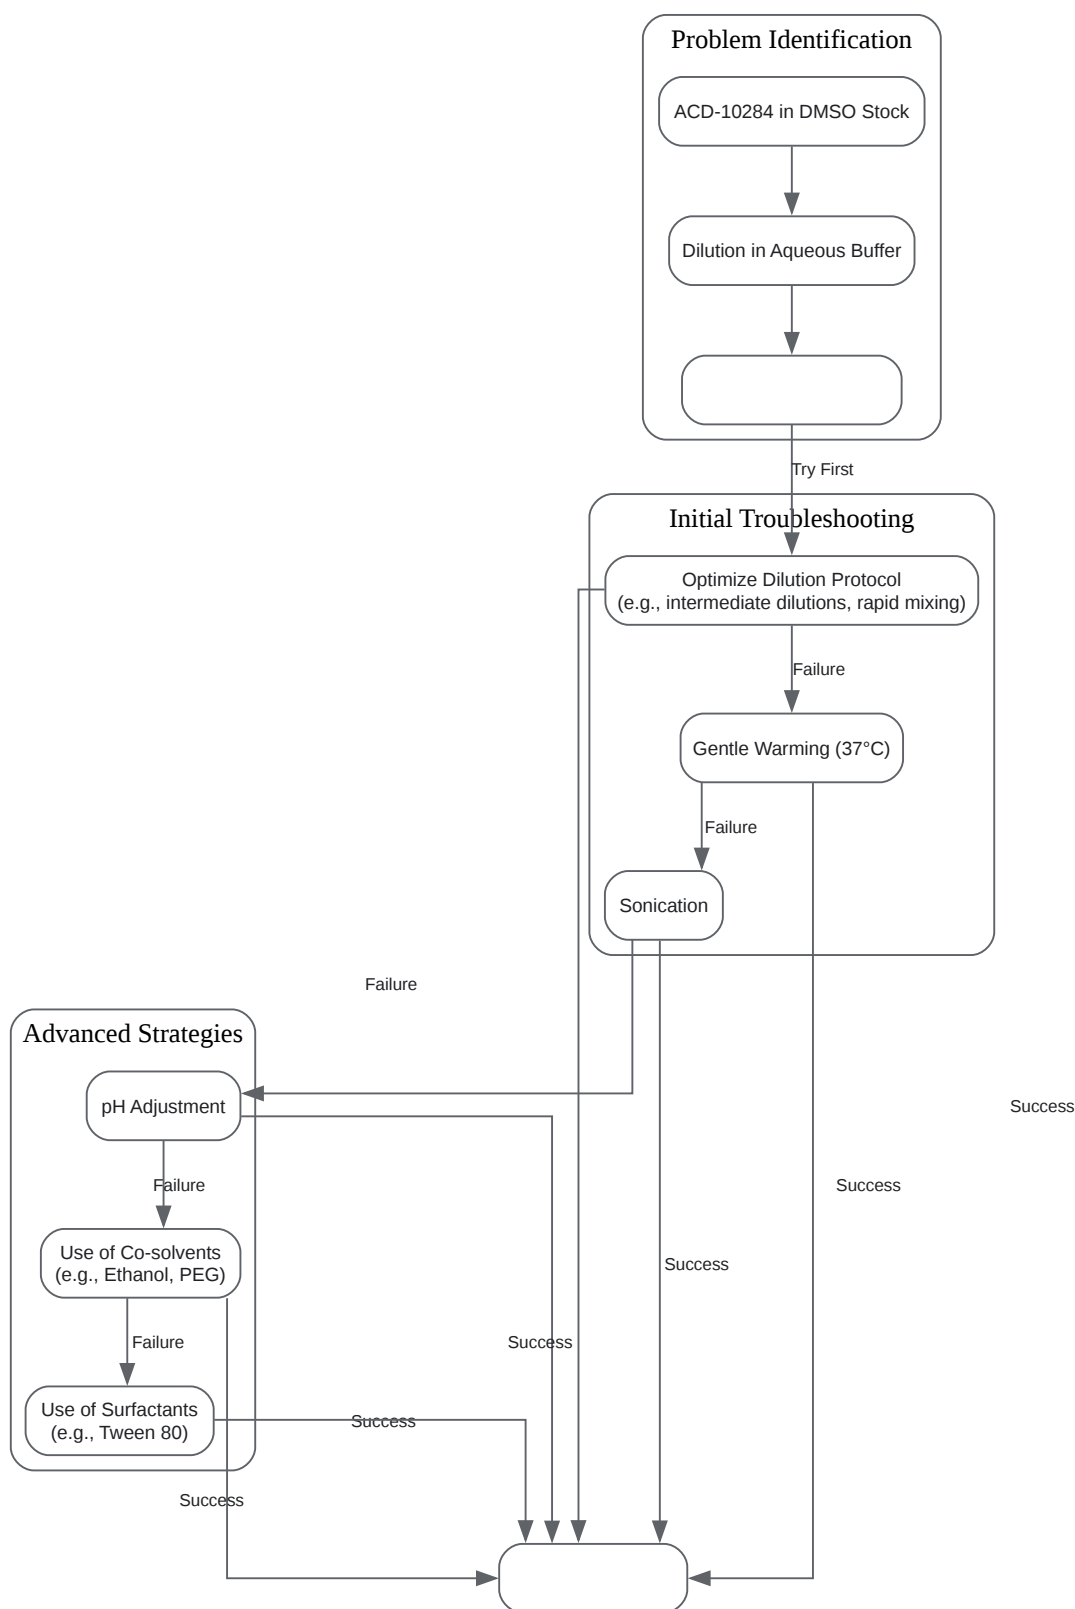 Problem Identification
ACD-10284 in DMSO Stock
Dilution in Aqueous Buffer
Try First
Initial Troubleshooting
Optimize Dilution Protocol
(e.g., intermediate dilutions, rapid mixing)
Failure
Gentle Warming (37°C)
Failure
Sonication
Failure
Advanced Strategies
pH Adjustment
Success
Failure
Success
Use of Co-solvents
(e.g., Ethanol, PEG)
Success
Failure
Success
Use of Surfactants
(e.g., Tween 80)
Success
Success